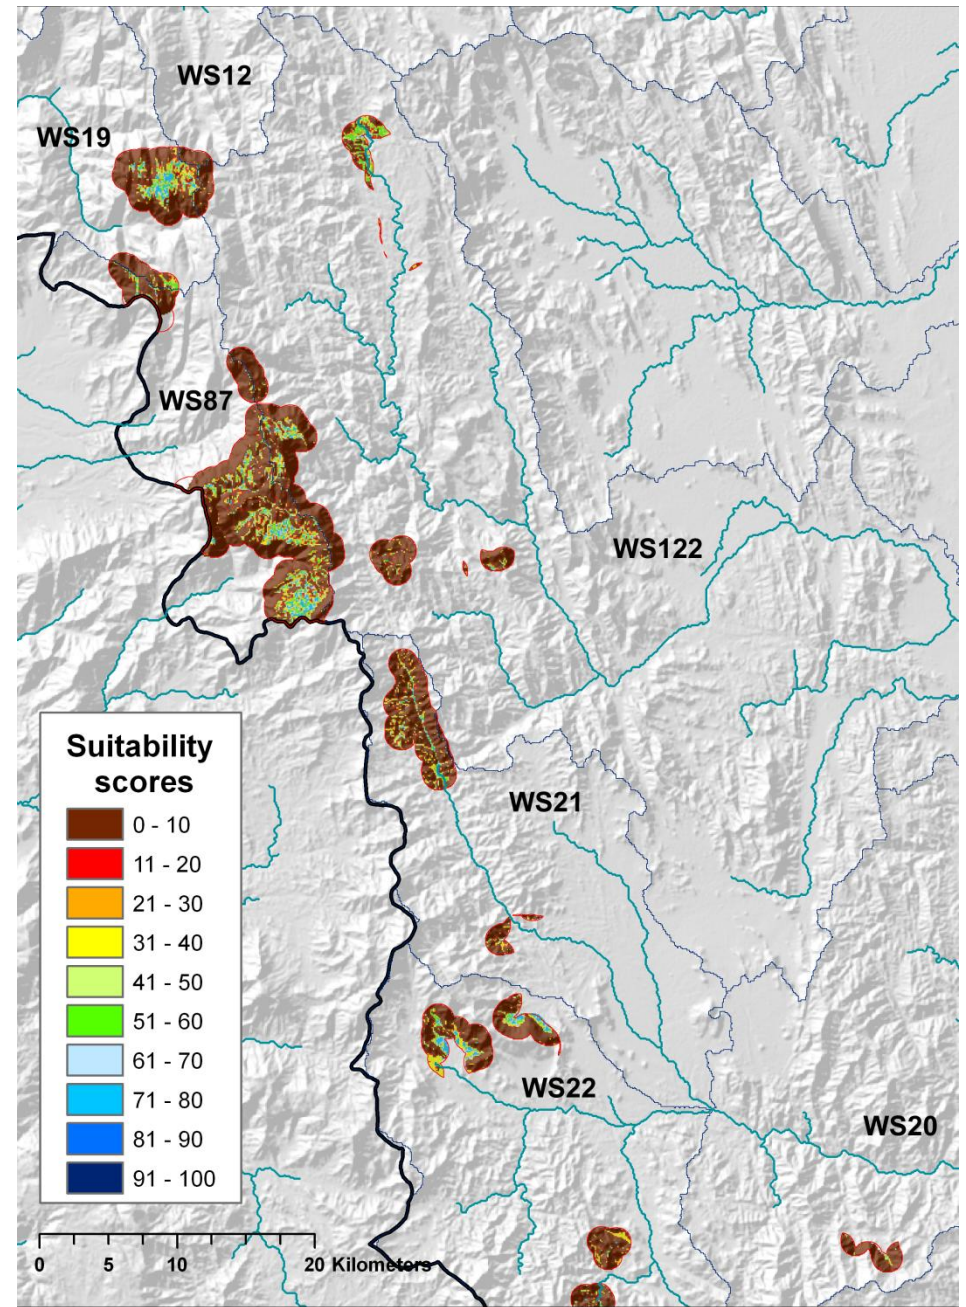 WS12
WS19
WS87
WS122
WS21
WS22
WS20
Suitability
scores
0 - 10
11 - 20
21 - 30
31 - 40
41 - 50
51 - 60
61 - 70
71 - 80
81 - 90
91 - 100
0 5 10 20 Kilometers